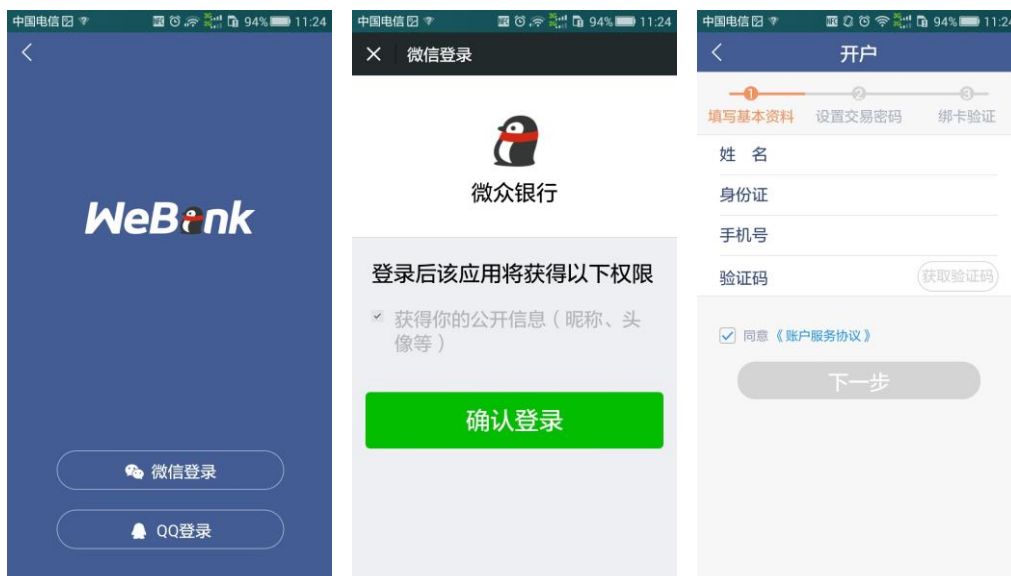 中国电信 94% 11:24
WeBank
微信登录
QQ登录
中国电信 94% 11:24
微信登录
微众银行
登录后该应用将获得以下权限
获得你的公开信息（昵称、头
像等）
确认登录
中国电信 94% 11:24
开户
1 2 3
填写基本资料 设置交易密码 绑卡验证
姓 名
身份证
手机号
验证码 获取验证码
同意《账户服务协议》
下一步